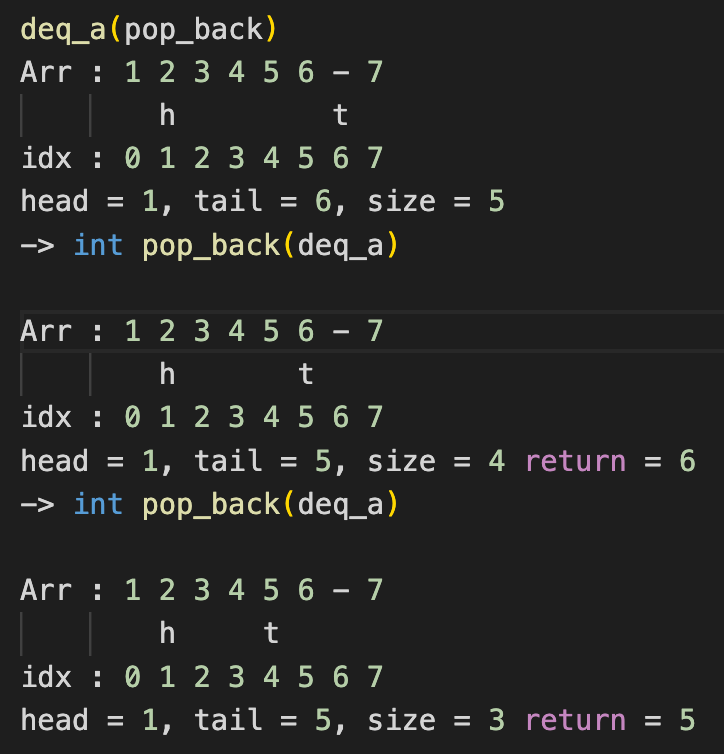 deq_a(pop_back)
Arr : 1 2 3 4 5 6 - 7
h t
idx : 0 1 2 3 4 5 6 7
head = 1, tail = 6, size = 5
-> int pop_back(deq_a)
Arr : 1 2 3 4 5 6 - 7
h t
idx : 0 1 2 3 4 5 6 7
head = 1, tail = 5, size = 4 return = 6
-> int pop_back(deq_a)
Arr : 1 2 3 4 5 6 - 7
h t
idx : 0 1 2 3 4 5 6 7
head = 1, tail = 5, size = 3 return = 5